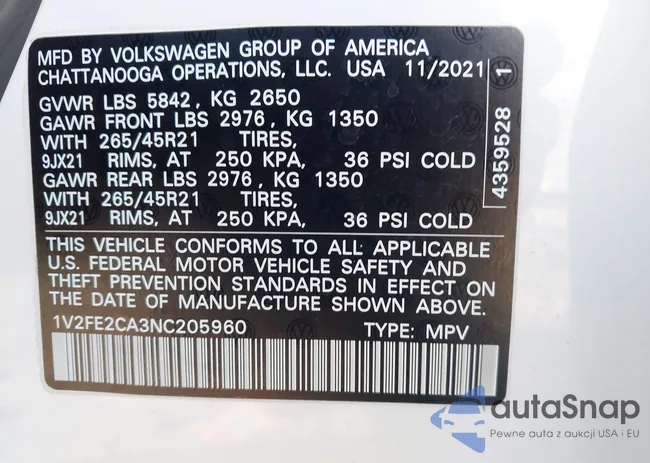 MFD BY VOLKSWAGEN GROUP OF AMERICA
CHATTANOOGA OPERATIONS, LLC. USA 11/2021
GVWR LBS 5842, KG 2650
GAWR FRONT LBS 2976, KG 1350
WITH 265/45R21 TIRES,
9JX21 RIMS, AT 250 KPA, 36 PSI COLD
GAWR REAR LBS 2976, KG 1350
WITH 265/45R21 TIRES,
9JX21 RIMS, AT 250 KPA, 36 PSI COLD
4359528 1
THIS VEHICLE CONFORMS TO ALL APPLICABLE
U.S. FEDERAL MOTOR VEHICLE SAFETY AND
THEFT PREVENTION STANDARDS IN EFFECT ON
THE DATE OF MANUFACTURE SHOWN ABOVE.
1V2FE2CA3NC205960 TYPE: MPV
autaSnap
Pewne auta z aukcji USA i EU